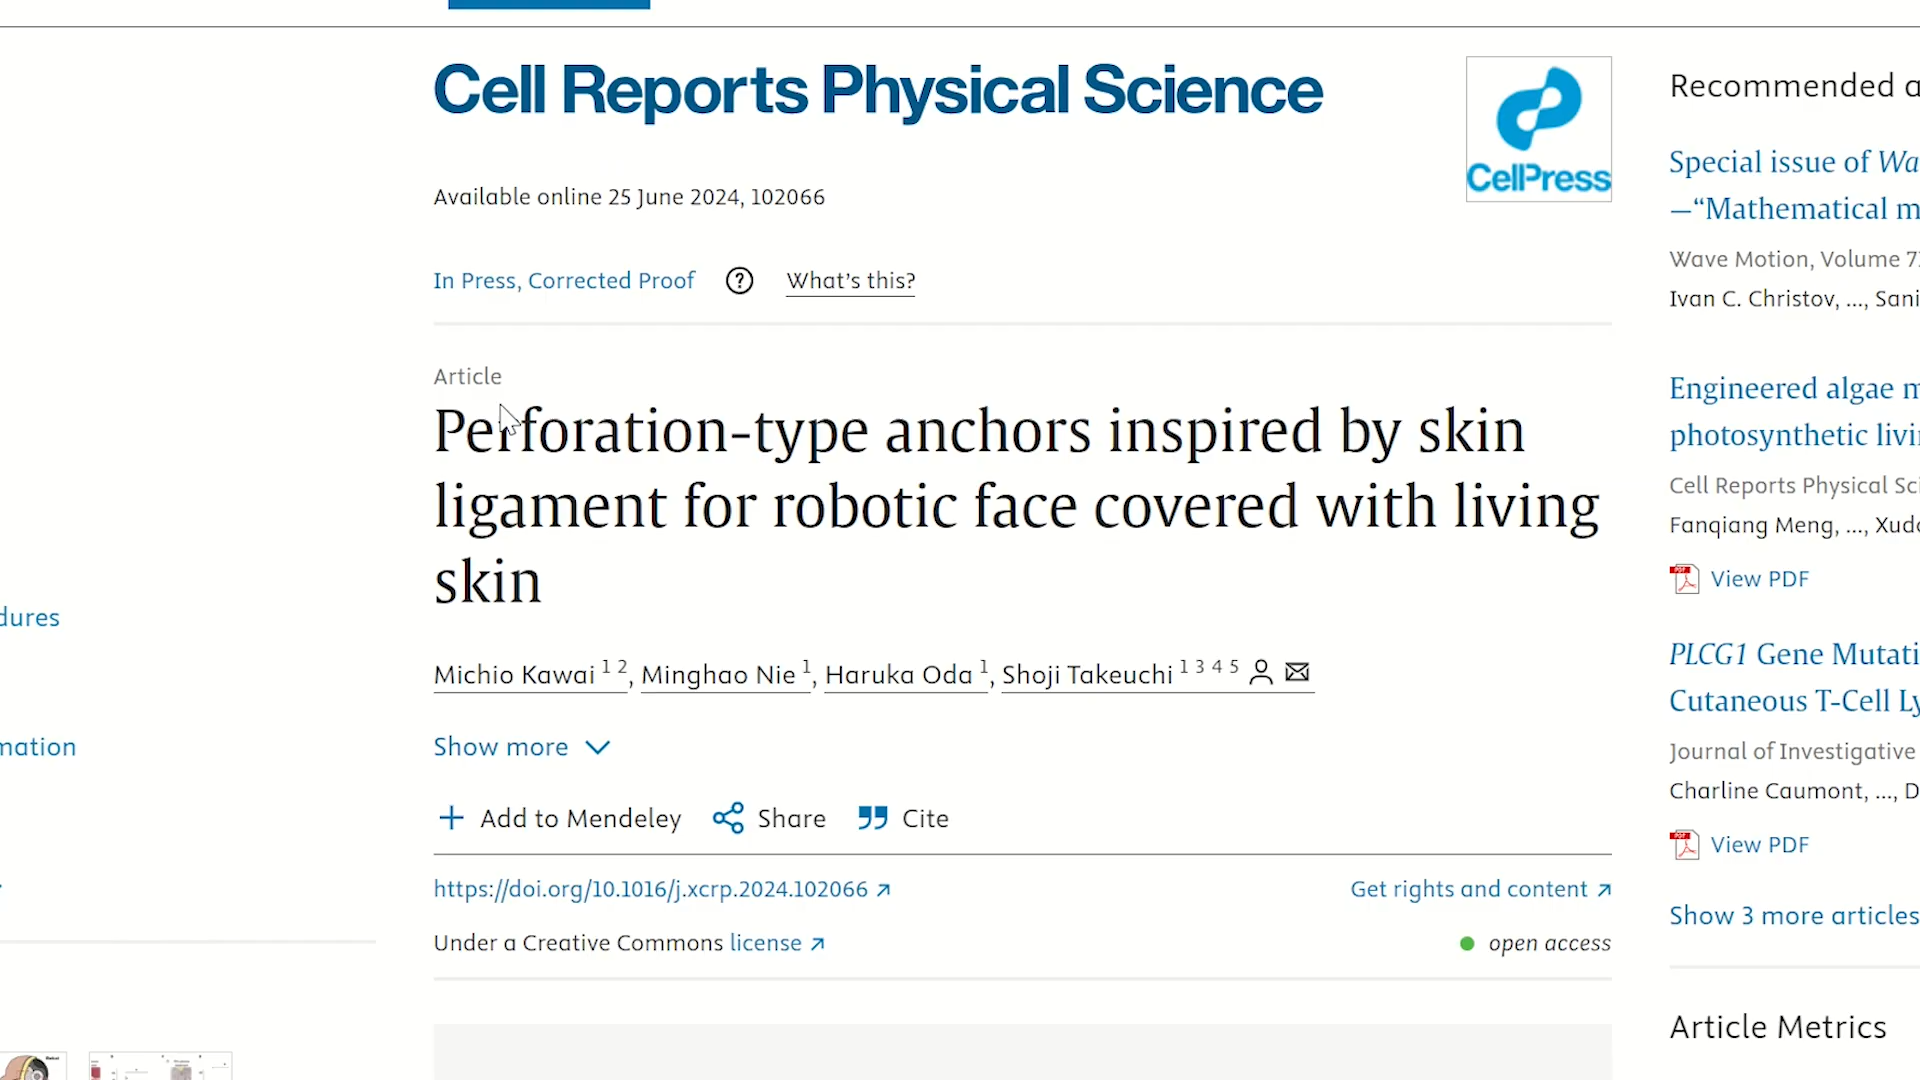 Cell Reports Physical Science
CellPress
Available online 25 June 2024, 102066
In Press, Corrected Proof ? What's this?
Article
Perforation-type anchors inspired by skin
ligament for robotic face covered with living
skin
Michio Kawai 1 2, Minghao Nie 1, Haruka Oda 1, Shoji Takeuchi 1 3 4 5
Show more
Add to Mendeley Share Cite
https://doi.org/10.1016/j.xcrp.2024.102066
Get rights and content
Under a Creative Commons license
open access
dures
mation
Recommended a
Special issue of Wa
—“Mathematical m
Wave Motion, Volume 7
Ivan C. Christov, ..., Sani
Engineered algae m
photosynthetic livi
Cell Reports Physical Sci
Fanqiang Meng, ..., Xudo
View PDF
PLCG1 Gene Mutati
Cutaneous T-Cell Ly
Journal of Investigative
Charline Caumont, ..., D
View PDF
Show 3 more articles
Article Metrics